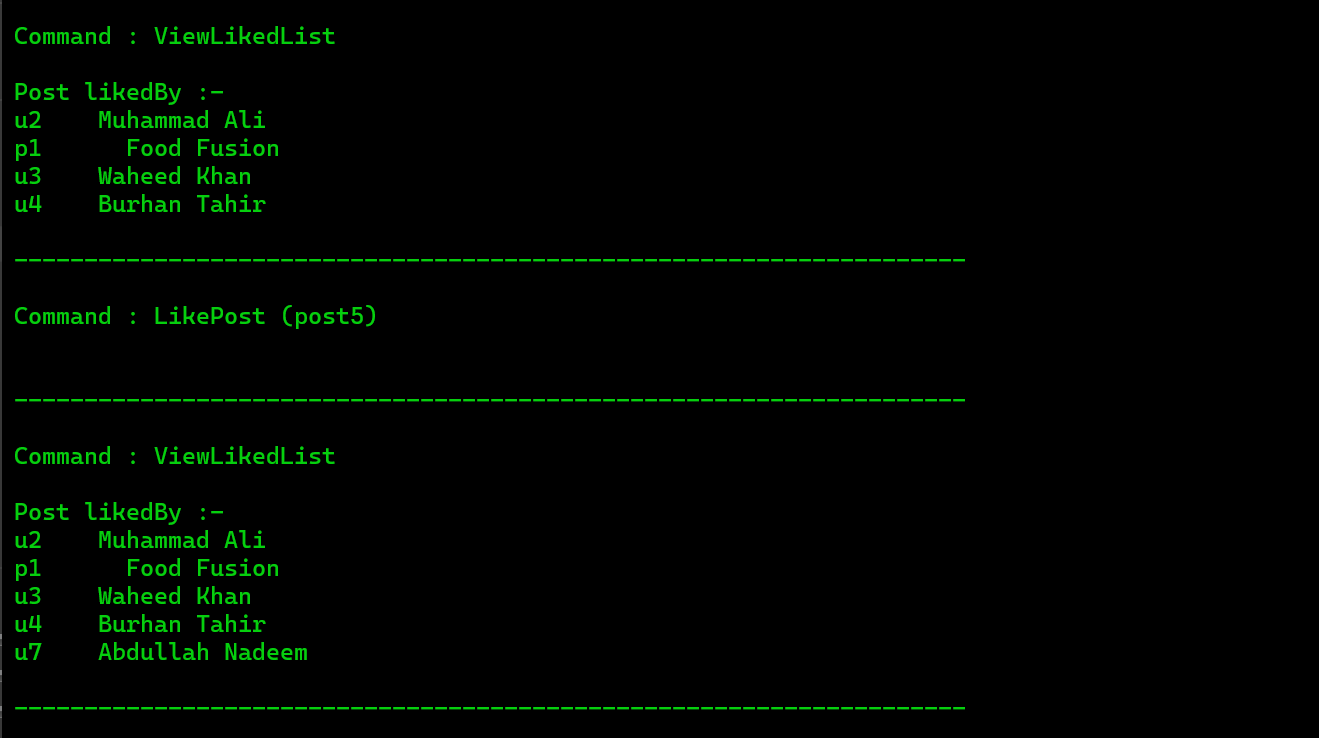 Command : ViewLikedList
Post likedBy :-
u2    Muhammad Ali
p1      Food Fusion
u3    Waheed Khan
u4    Burhan Tahir
--------------------------------------------------------------------
Command : LikePost (post5)
--------------------------------------------------------------------
Command : ViewLikedList
Post likedBy :-
u2    Muhammad Ali
p1      Food Fusion
u3    Waheed Khan
u4    Burhan Tahir
u7    Abdullah Nadeem
--------------------------------------------------------------------